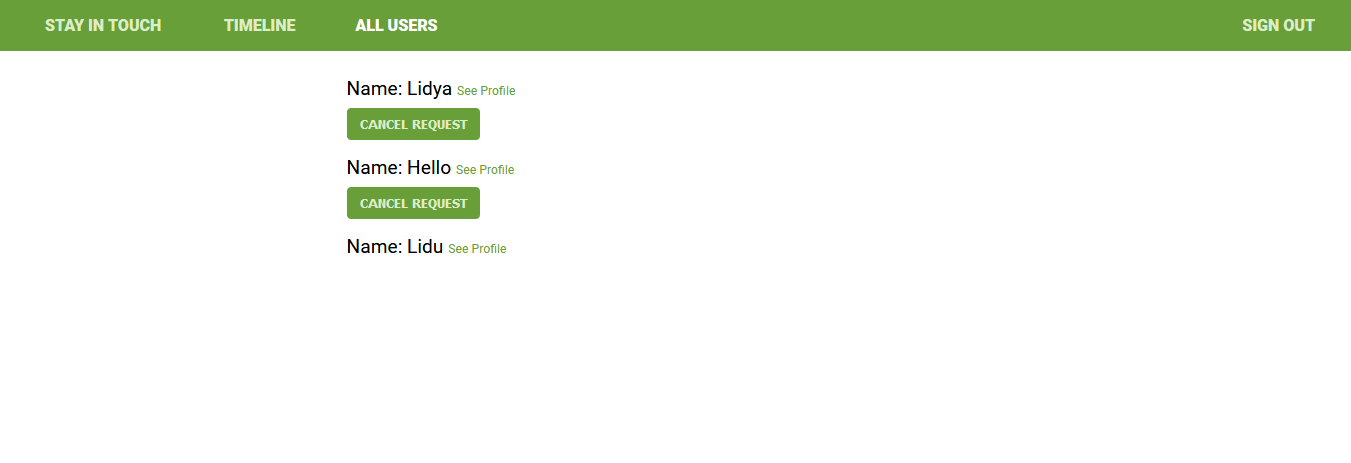 STAY IN TOUCH TIMELINE ALL USERS SIGN OUT
Name: Lidya See Profile
CANCEL REQUEST
Name: Hello See Profile
CANCEL REQUEST
Name: Lidu See Profile